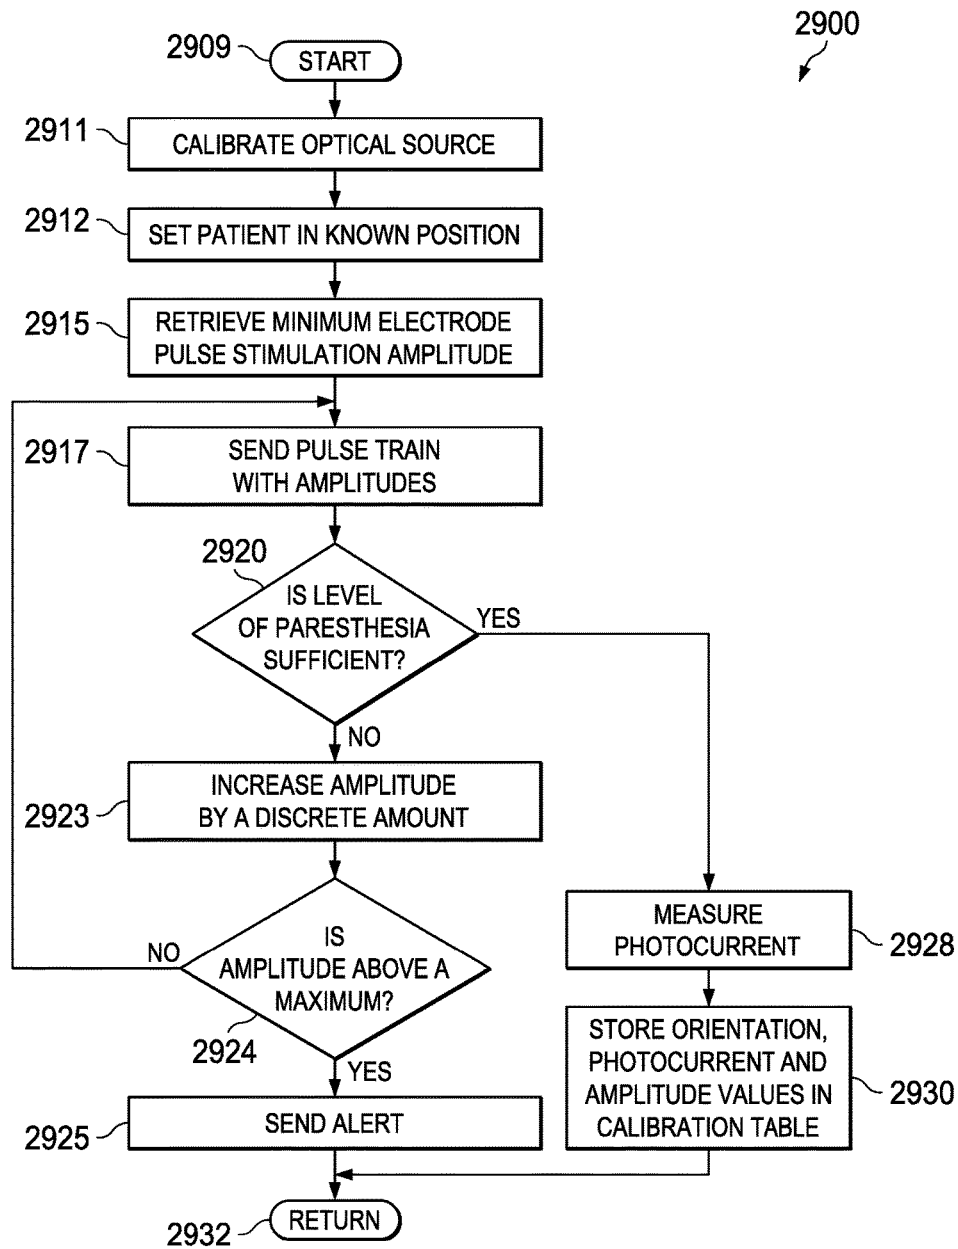 2900
2909
START
2911
CALIBRATE OPTICAL SOURCE
2912
SET PATIENT IN KNOWN POSITION
2915
RETRIEVE MINIMUM ELECTRODE
PULSE STIMULATION AMPLITUDE
2917
SEND PULSE TRAIN
WITH AMPLITUDES
2920
IS LEVEL
OF PARESTHESIA
SUFFICIENT?
YES
NO
2923
INCREASE AMPLITUDE
BY A DISCRETE AMOUNT
NO
IS
AMPLITUDE ABOVE A
MAXIMUM?
2924
YES
2925
SEND ALERT
MEASURE
PHOTOCURRENT
2928
STORE ORIENTATION,
PHOTOCURRENT AND
AMPLITUDE VALUES IN
CALIBRATION TABLE
2930
RETURN
2932